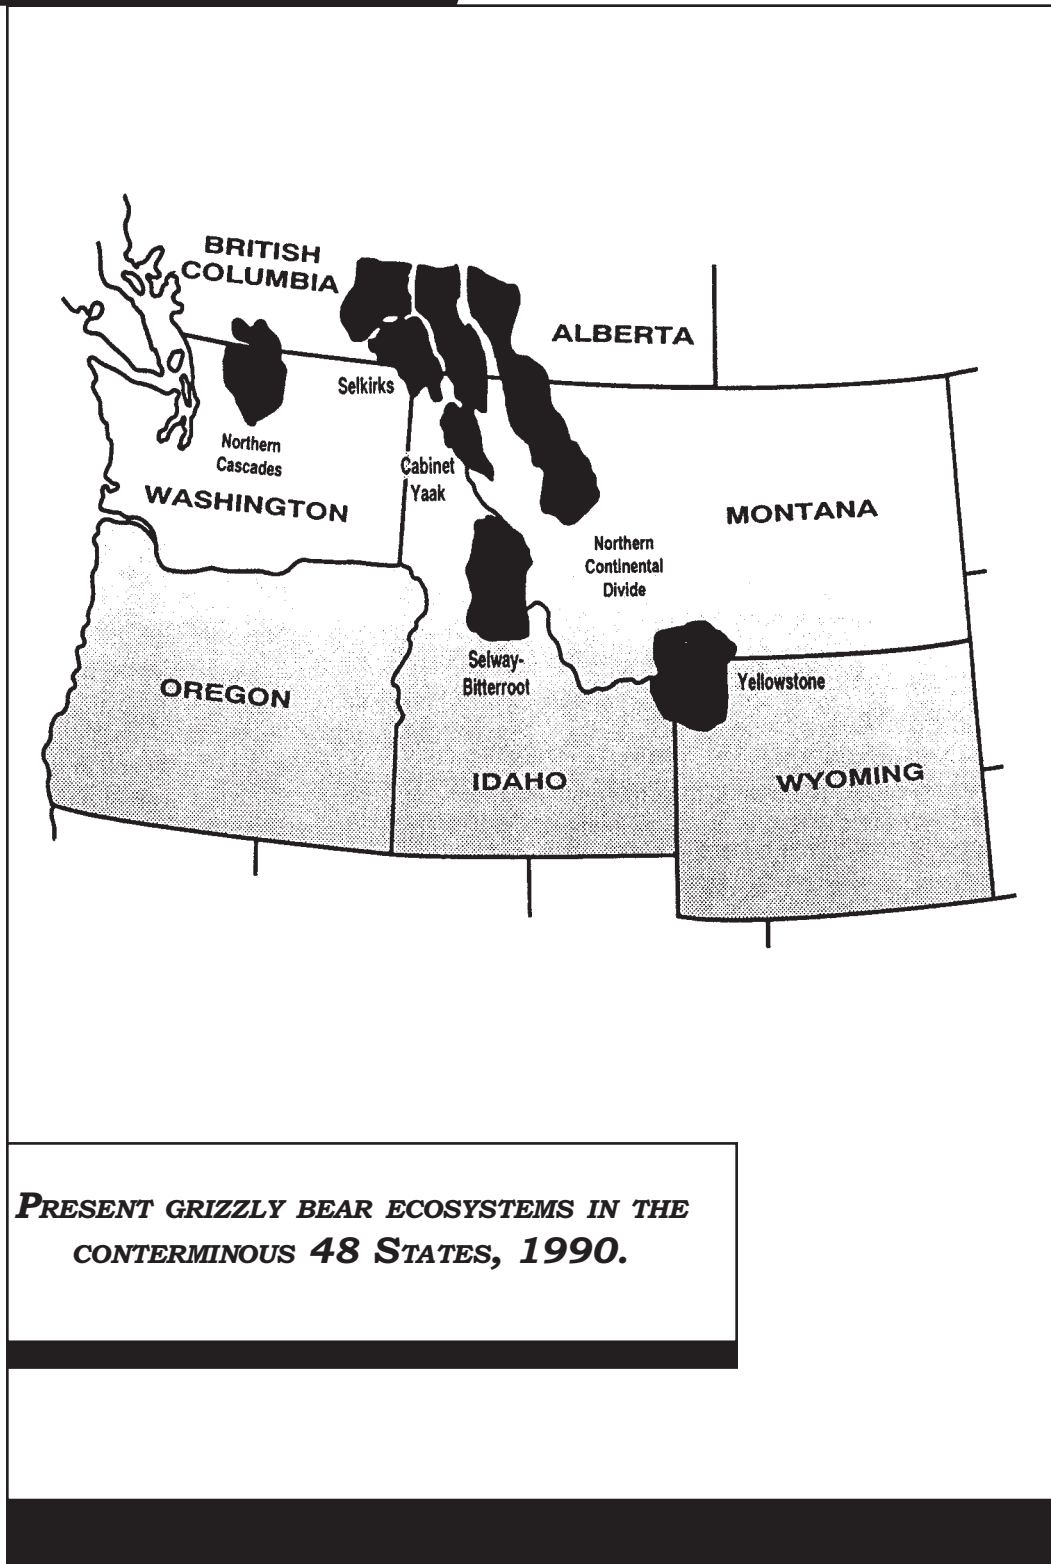 BRITISH
COLUMBIA
ALBERTA
Selkirks
Northern
Cascades
Cabinet
Yaak
WASHINGTON
MONTANA
Northern
Continental
Divide
Selway-
Bitterroot
Yellowstone
OREGON
IDAHO
WYOMING
PRESENT GRIZZLY BEAR ECOSYSTEMS IN THE
CONTERMINOUS 48 STATES, 1990.